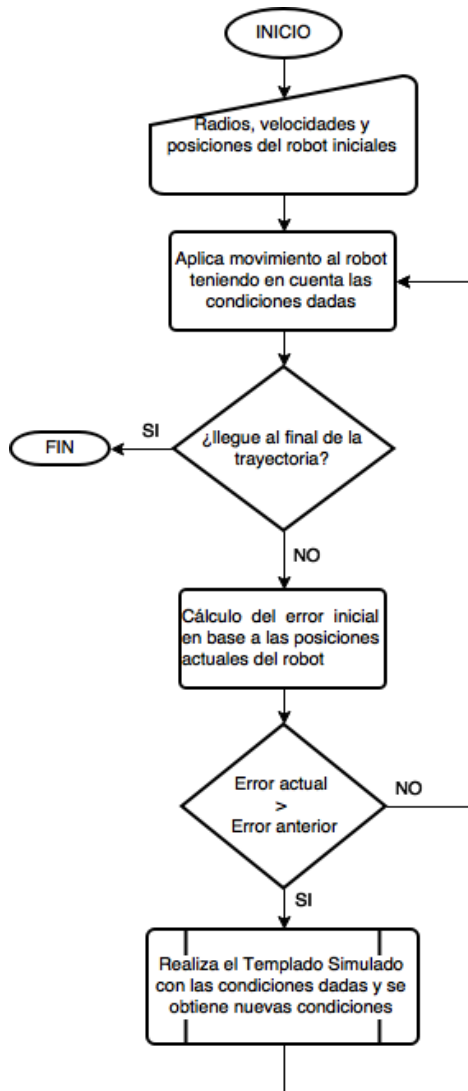 INICIO
Radios, velocidades y
posiciones del robot iniciales
Aplica movimiento al robot
teniendo en cuenta las
condiciones dadas
¿llegue al final de la
trayectoria?
SI
FIN
NO
Cálculo del error inicial
en base a las posiciones
actuales del robot
Error actual
>
Error anterior
NO
SI
Realiza el Templado Simulado
con las condiciones dadas y se
obtiene nuevas condiciones